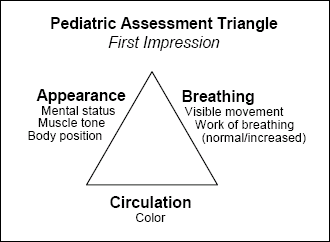 Pediatric Assessment Triangle
First Impression
Appearance
Mental status
Muscle tone
Body position
Breathing
Visible movement
Work of breathing
(normal/increased)
Circulation
Color